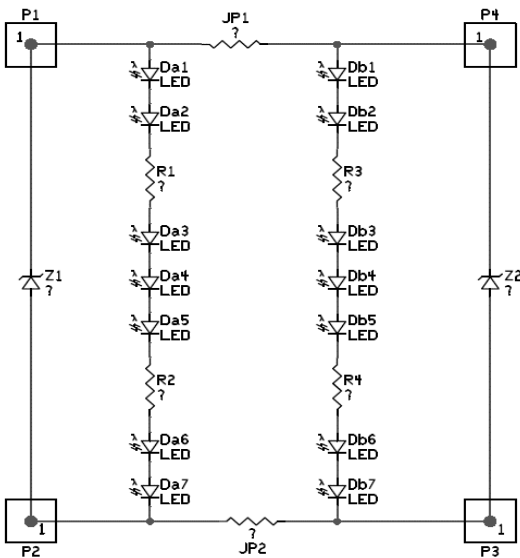 P1
JP1
P4
1
?
1
Da1
LED
Db1
LED
Da2
LED
Db2
LED
R1
?
R3
?
Da3
LED
Db3
LED
Z1
?
Da4
LED
Db4
LED
Z2
?
Da5
LED
Db5
LED
R2
?
R4
?
Da6
LED
Db6
LED
Da7
LED
Db7
LED
1
?
1
P2
JP2
P3